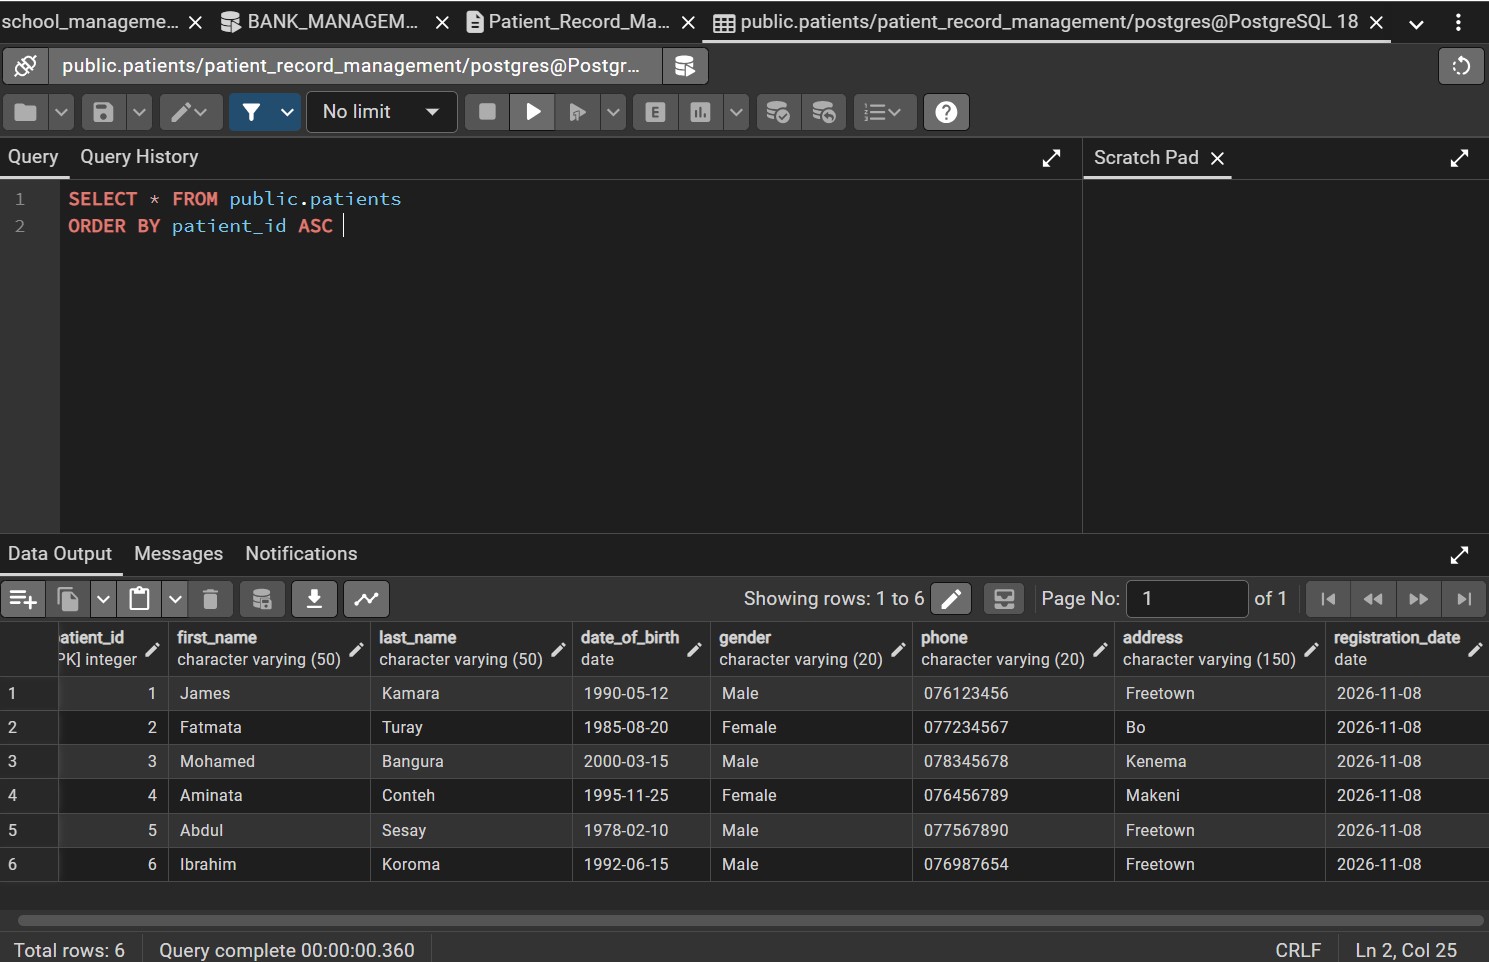 school_manageme...
BANK_MANAGEM...
Patient_Record_Ma...
public.patients/patient_record_management/postgres@PostgreSQL 18
public.patients/patient_record_management/postgres@Postgr...
No limit
E
?
Query
Query History
Scratch Pad
1 SELECT * FROM public.patients
2 ORDER BY patient_id ASC
Data Output
Messages
Notifications
Showing rows: 1 to 6
Page No: 1 of 1
atient_id first_name last_name date_of_birth gender phone address registration_date
PK] integer character varying (50) character varying (50) date character varying (20) character varying (20) character varying (150) date
1 1 James Kamara 1990-05-12 Male 076123456 Freetown 2026-11-08
2 2 Fatmata Turay 1985-08-20 Female 077234567 Bo 2026-11-08
3 3 Mohamed Bangura 2000-03-15 Male 078345678 Kenema 2026-11-08
4 4 Aminata Conteh 1995-11-25 Female 076456789 Makeni 2026-11-08
5 5 Abdul Sesay 1978-02-10 Male 077567890 Freetown 2026-11-08
6 6 Ibrahim Koroma 1992-06-15 Male 076987654 Freetown 2026-11-08
Total rows: 6
Query complete 00:00:00.360
CRLF
Ln 2, Col 25